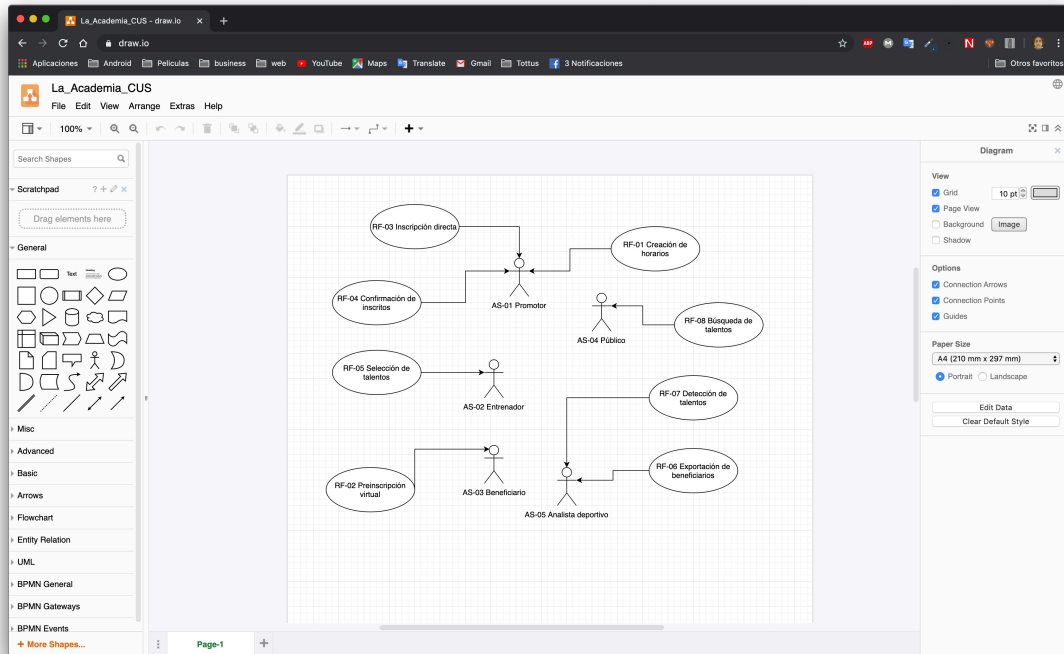 La_Academia_CUS - draw.io
draw.io
ABP
N
Aplicaciones
Android
Peliculas
business
web
YouTube
Maps
Translate
Gmail
Tottus
3 Notificaciones
Otros favoritos
La_Academia_CUS
File Edit View Arrange Extras Help
100%
Search Shapes
Scratchpad
Drag elements here
General
Text
Misc
Advanced
Basic
Arrows
Flowchart
Entity Relation
UML
BPMN General
BPMN Gateways
BPMN Events
+ More Shapes...
RF-03 Inscripción directa
RF-01 Creación de
horarios
RF-04 Confirmación de
inscritos
AS-01 Promotor
RF-08 Búsqueda de
talentos
AS-04 Público
RF-05 Selección de
talentos
AS-02 Entrenador
RF-07 Detección de
talentos
RF-02 Preinscripción
virtual
AS-03 Beneficiario
RF-06 Exportación de
beneficiarios
AS-05 Analista deportivo
Page-1
Diagram
View
Grid
10 pt
Page View
Background
Image
Shadow
Options
Connection Arrows
Connection Points
Guides
Paper Size
A4 (210 mm x 297 mm)
Portrait
Landscape
Edit Data
Clear Default Style